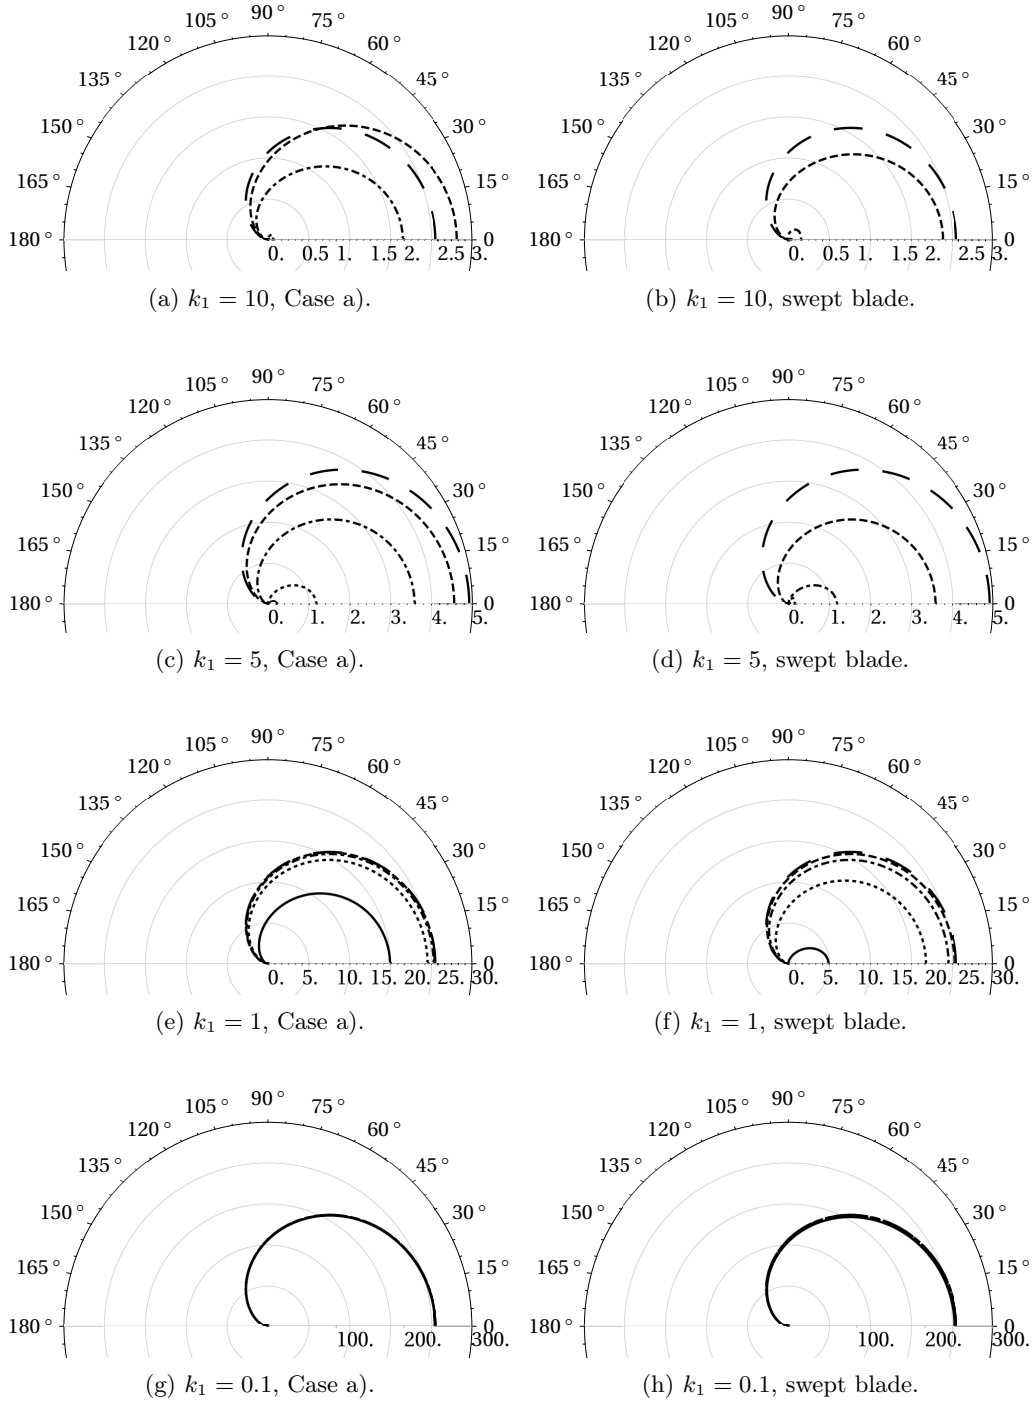 90 °
105 ° 75 °
120 ° 60 °
135 ° 45 °
150 ° 30 °
165 ° 15 °
180 ° 0
0. 0.5 1. 1.5 2. 2.5 3.
(a) k₁ = 10, Case a).
90 °
105 ° 75 °
120 ° 60 °
135 ° 45 °
150 ° 30 °
165 ° 15 °
180 ° 0
0. 0.5 1. 1.5 2. 2.5 3.
(b) k₁ = 10, swept blade.
90 °
105 ° 75 °
120 ° 60 °
135 ° 45 °
150 ° 30 °
165 ° 15 °
180 ° 0
0. 1. 2. 3. 4. 5.
(c) k₁ = 5, Case a).
90 °
105 ° 75 °
120 ° 60 °
135 ° 45 °
150 ° 30 °
165 ° 15 °
180 ° 0
0. 1. 2. 3. 4. 5.
(d) k₁ = 5, swept blade.
90 °
105 ° 75 °
120 ° 60 °
135 ° 45 °
150 ° 30 °
165 ° 15 °
180 ° 0
0. 5. 10. 15. 20. 25. 30.
(e) k₁ = 1, Case a).
90 °
105 ° 75 °
120 ° 60 °
135 ° 45 °
150 ° 30 °
165 ° 15 °
180 ° 0
0. 5. 10. 15. 20. 25. 30.
(f) k₁ = 1, swept blade.
90 °
105 ° 75 °
120 ° 60 °
135 ° 45 °
150 ° 30 °
165 ° 15 °
180 ° 0
100. 200. 300.
(g) k₁ = 0.1, Case a).
90 °
105 ° 75 °
120 ° 60 °
135 ° 45 °
150 ° 30 °
165 ° 15 °
180 ° 0
100. 200. 300.
(h) k₁ = 0.1, swept blade.